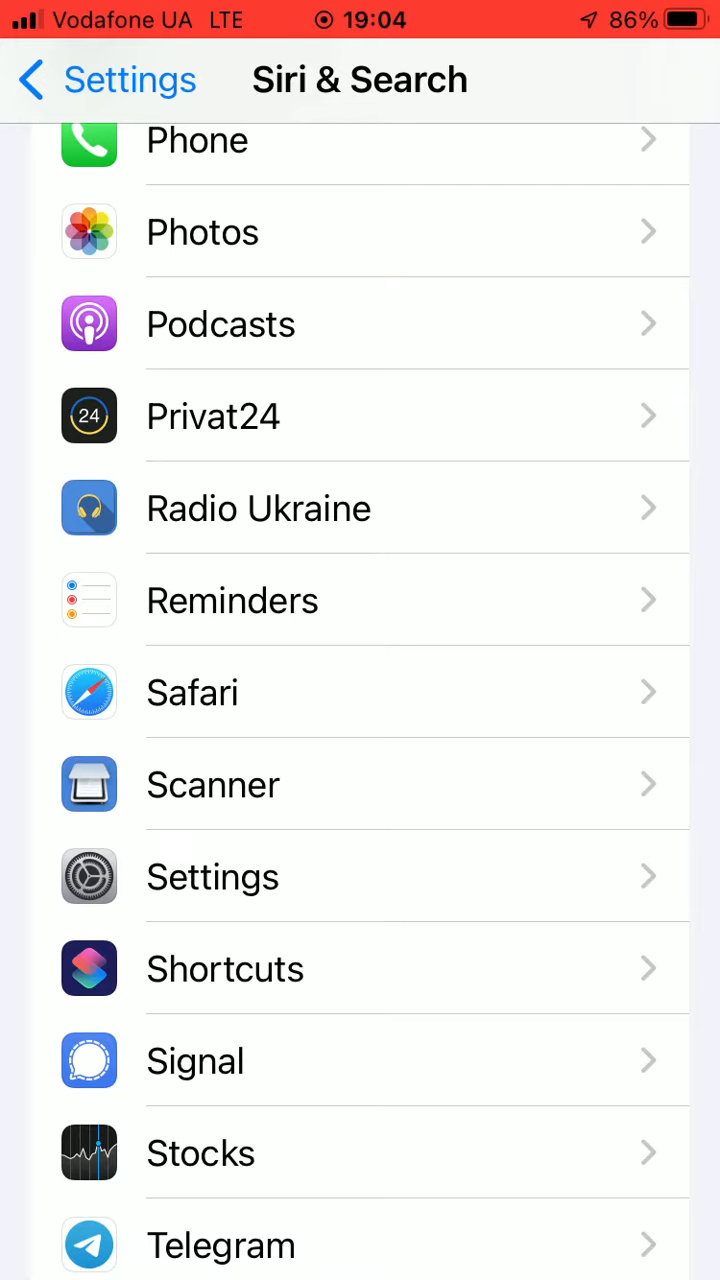 Vodafone UA LTE 19:04 86%
Settings Siri & Search
Phone
Photos
Podcasts
24 Privat24
Radio Ukraine
Reminders
Safari
Scanner
Settings
Shortcuts
Signal
Stocks
Telegram